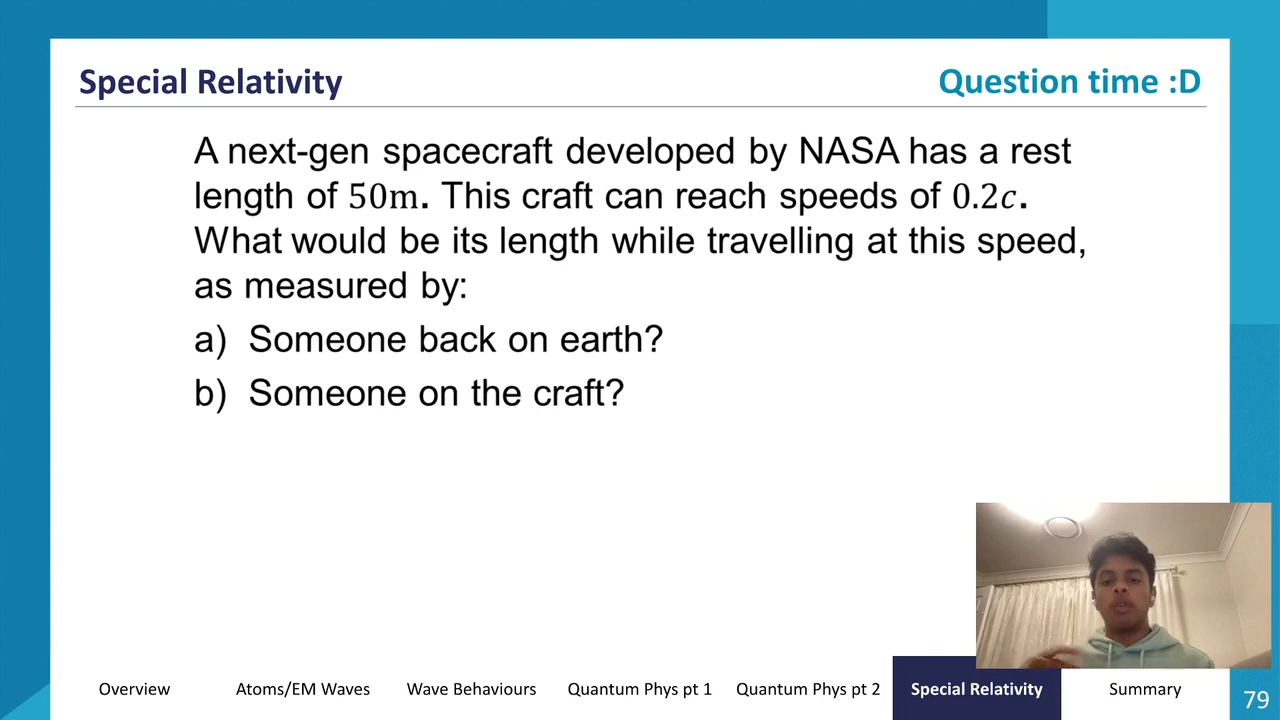 Special Relativity
Question time :D
A next-gen spacecraft developed by NASA has a rest
length of 50m. This craft can reach speeds of 0.2c.
What would be its length while travelling at this speed,
as measured by:
a) Someone back on earth?
b) Someone on the craft?
Overview
Atoms/EM Waves
Wave Behaviours
Quantum Phys pt 1
Quantum Phys pt 2
Special Relativity
Summary
79